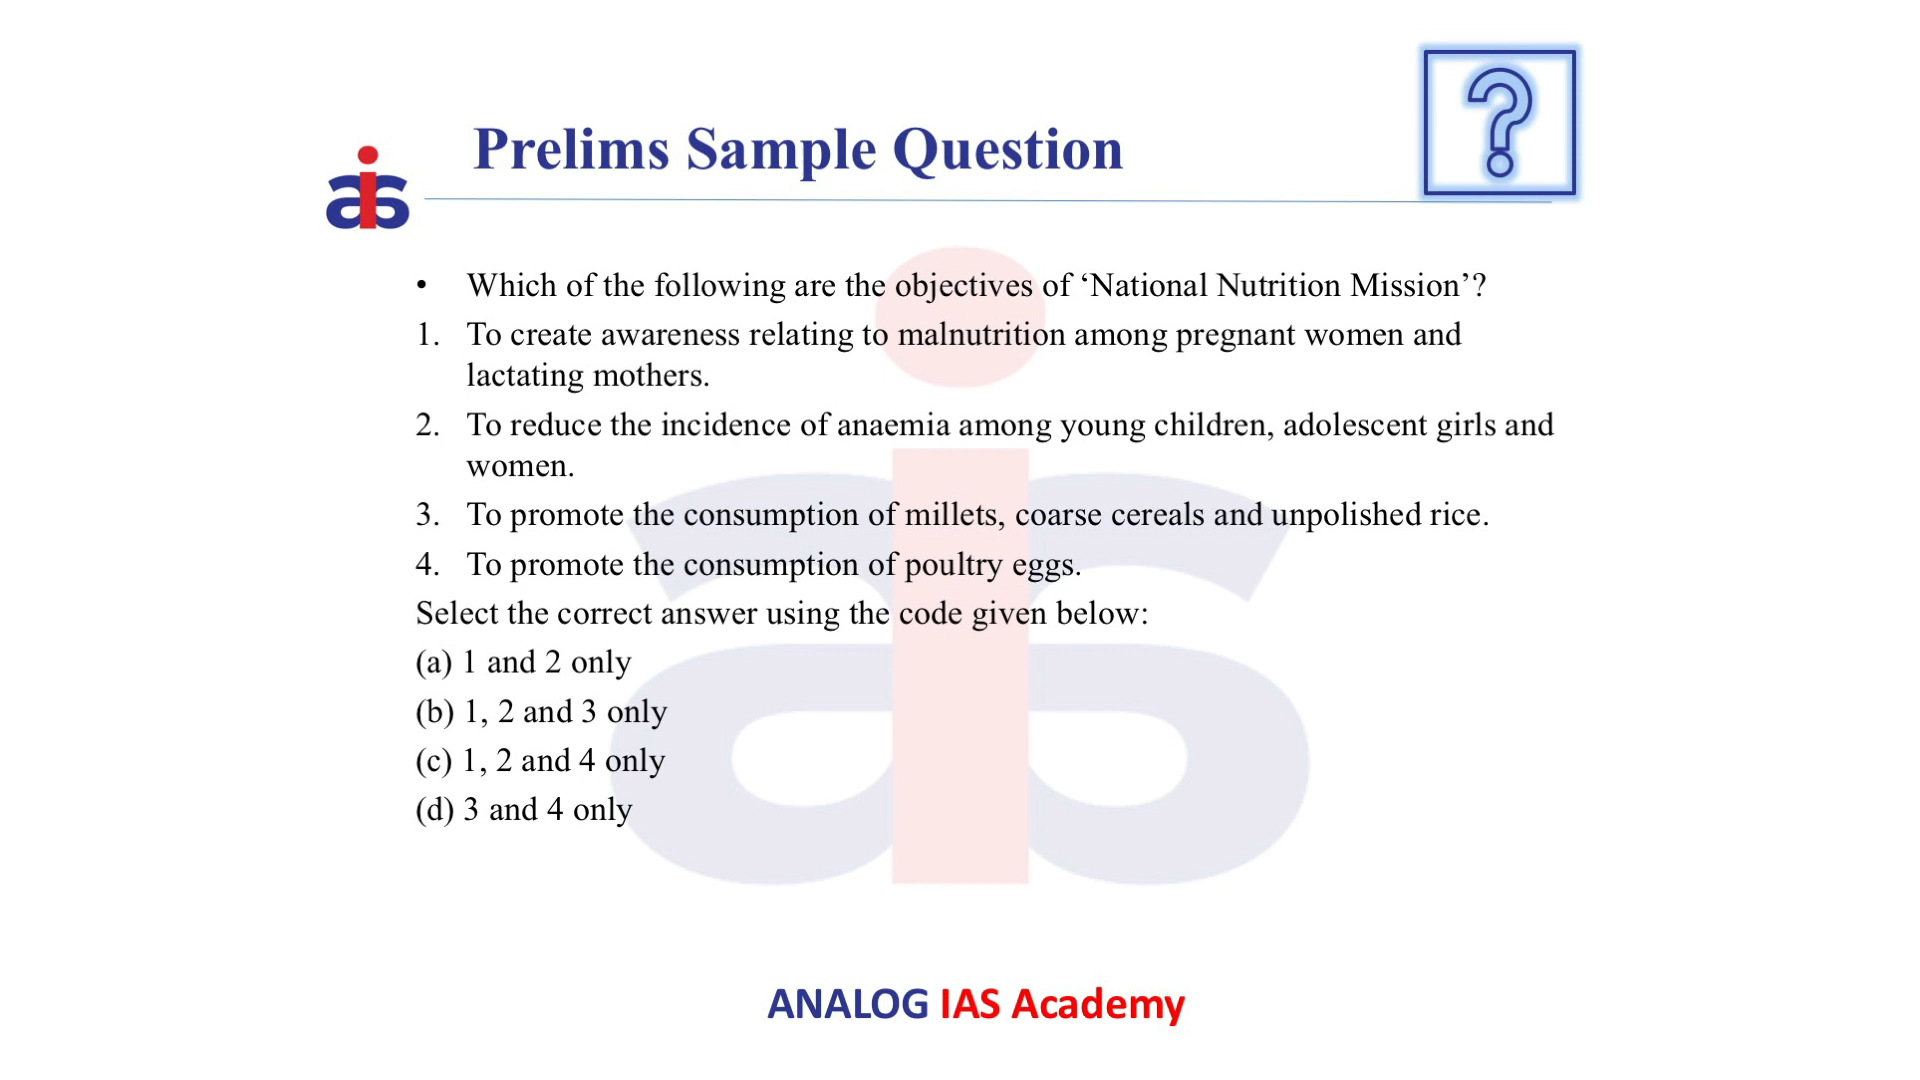 Prelims Sample Question
ais
• Which of the following are the objectives of ‘National Nutrition Mission’?
1. To create awareness relating to malnutrition among pregnant women and
lactating mothers.
2. To reduce the incidence of anaemia among young children, adolescent girls and
women.
3. To promote the consumption of millets, coarse cereals and unpolished rice.
4. To promote the consumption of poultry eggs.
Select the correct answer using the code given below:
(a) 1 and 2 only
(b) 1, 2 and 3 only
(c) 1, 2 and 4 only
(d) 3 and 4 only
ANALOG IAS Academy